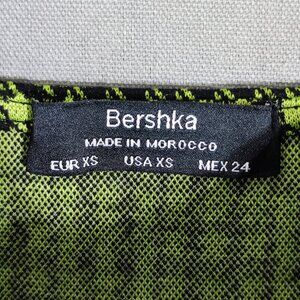 Bershka
MADE IN MOROCCO
EUR XS USA XS MEX 24